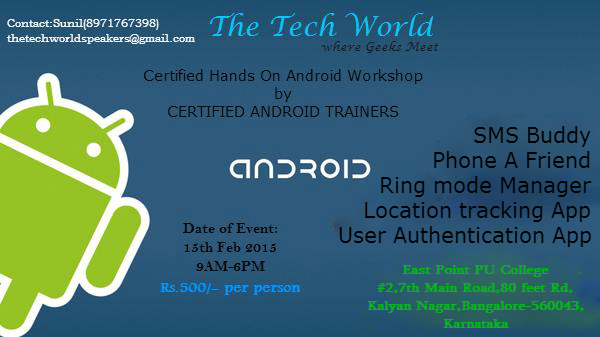 Contact:Sunil(8971767398)
thetechworldspeakers@gmail.com
The Tech World
where Geeks Meet
Certified Hands On Android Workshop
by
CERTIFIED ANDROID TRAINERS
ANDROID
SMS Buddy
Phone A Friend
Ring mode Manager
Location tracking App
User Authentication App
Date of Event:
15th Feb 2015
9AM-6PM
Rs.500/- per person
East Point PU College
#2,7th Main Road,80 feet Rd,
Kalyan Nagar,Bangalore-560043,
Karnataka